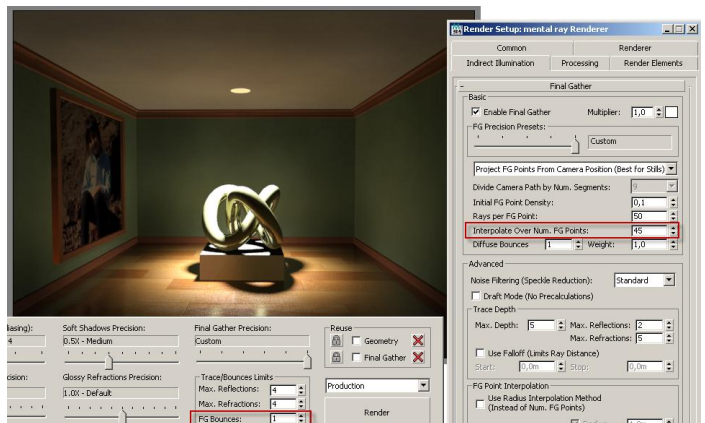 Render Setup: mental ray Renderer
Common Renderer
Indirect Illumination Processing Render Elements
- Final Gather
Basic
Enable Final Gather Multiplier: 1,0
FG Precision Presets:
Custom
Project FG Points From Camera Position (Best for Stills)
Divide Camera Path by Num. Segments: 9
Initial FG Point Density: 0,1
Rays per FG Point: 50
Interpolate Over Num. FG Points: 45
Diffuse Bounces 1 Weight: 1,0
Advanced
Noise Filtering (Speckle Reduction): Standard
Draft Mode (No Precalculations)
Trace Depth
Max. Depth: 5 Max. Reflections: 2
Max. Refractions: 5
Use Falloff (Limits Ray Distance)
Start: 0,0m Stop: 0,0m
FG Point Interpolation
Use Radius Interpolation Method
(Instead of Num. FG Points)
iasing): Soft Shadows Precision: Final Gather Precision: Reuse
4 0.5X - Medium Custom Geometry
Final Gather
cision: Glossy Refractions Precision: Trace/Bounces Limits
1.0X - Default Max. Reflections: 4 Production
Max. Refractions: 4
FG Bounces: 1 Render